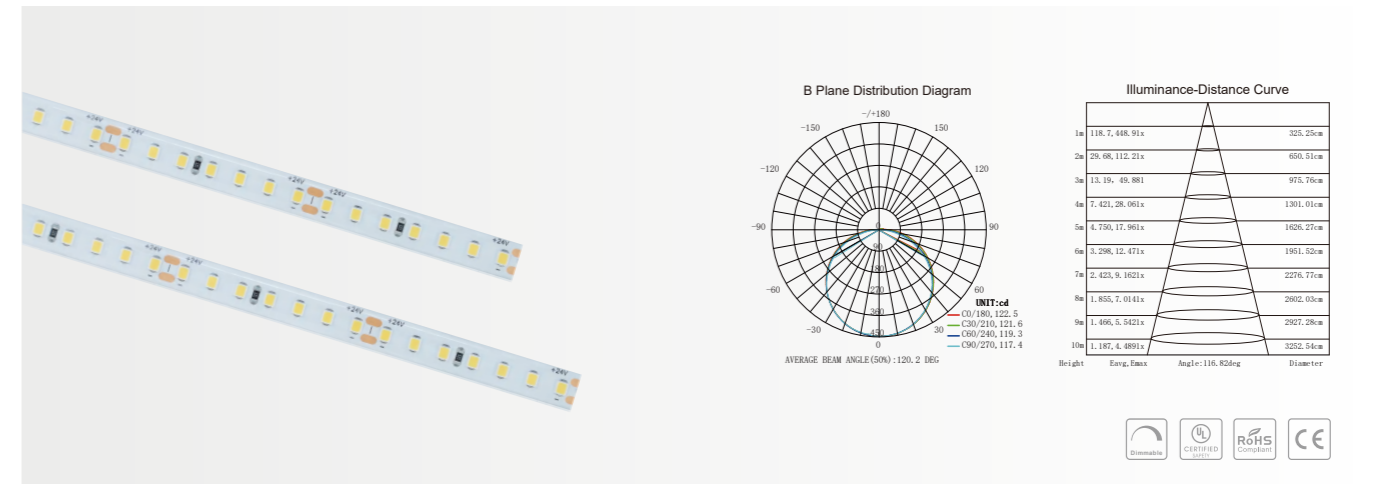 +24V
+24V
+24V
+24V
+24V
+24V
+24V
+24V
+24V
+24V
B Plane Distribution Diagram
-/+180
-150
150
-120
120
-90
90
-60
60
-30
30
0
0
90
180
270
360
450
UNIT:cd
C0/180,122.5
C30/210,121.6
C60/240,119.3
C90/270,117.4
AVERAGE BEAM ANGLE(50%):120.2 DEG
Illuminance-Distance Curve
1m 118.7,448.91x 325.25cm
2m 29.68,112.21x 650.51cm
3m 13.19, 49.881 975.76cm
4m 7.421,28.061x 1301.01cm
5m 4.750,17.961x 1626.27cm
6m 3.298,12.471x 1951.52cm
7m 2.423,9.1621x 2276.77cm
8m 1.855,7.0141x 2602.03cm
9m 1.466,5.5421x 2927.28cm
10m 1.187,4.4891x 3252.54cm
Height Eavg,Emax Angle:116.82deg Diameter
Dimmable
UL
CERTIFIED
SAFETY
RoHS
Compliant
CE